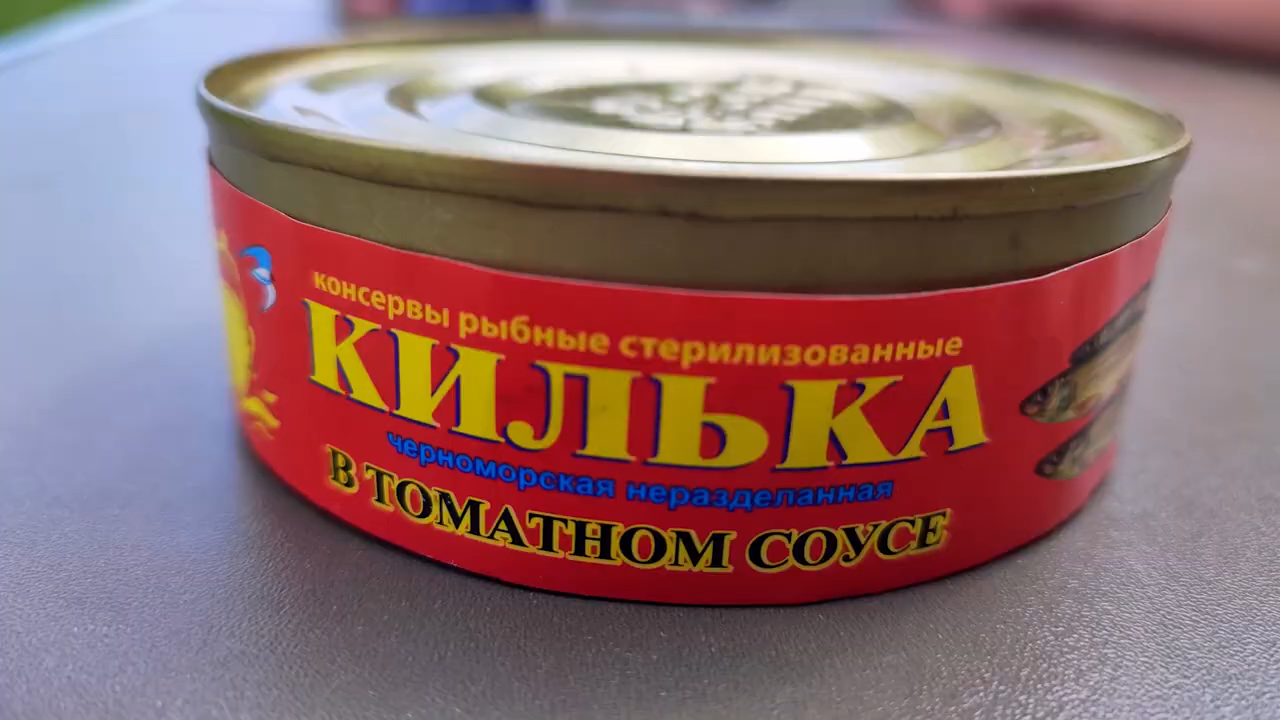 консервы рыбные стерилизованные
КИЛЬКА
черноморская неразделанная
В ТОМАТНОМ СОУСЕ